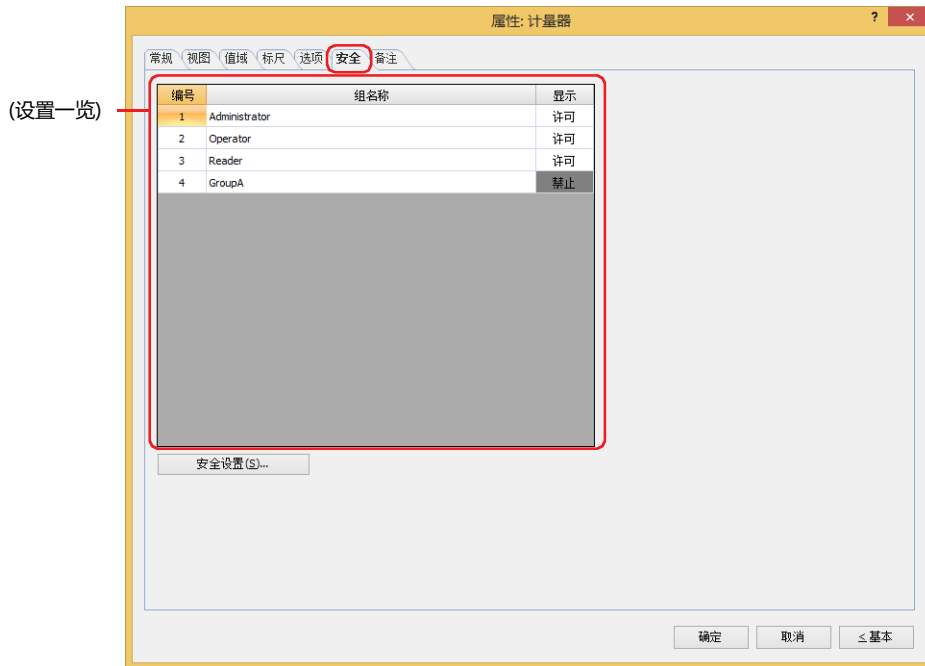 属性: 计量器
?
×
常规 视图 值域 标尺 选项 安全 备注
(设置一览)
编号 组名称 显示
1 Administrator 许可
2 Operator 许可
3 Reader 许可
4 GroupA 禁止
安全设置(S)...
确定 取消 <基本